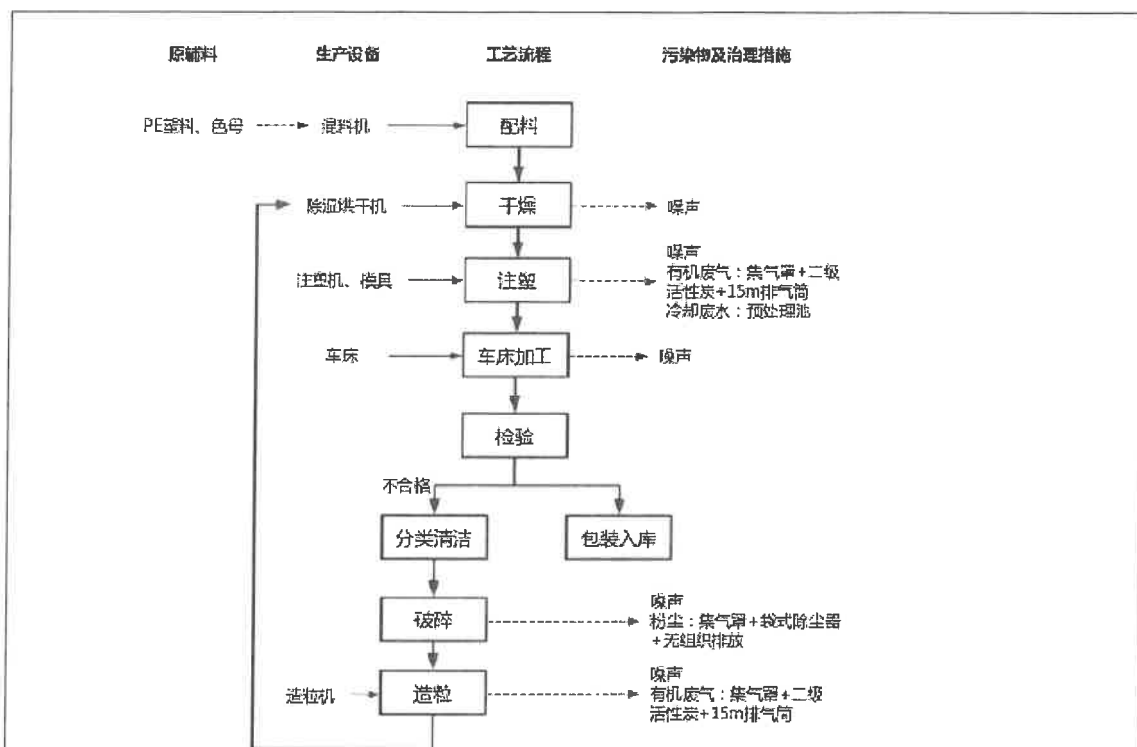 原辅料 生产设备 工艺流程 污染物及治理措施
PE塑料、色母 混料机 配料
除湿烘干机 干燥 噪声
噪声
注塑机、模具 注塑 有机废气：集气罩+二级
活性炭+15m排气筒
冷却废水：预处理池
车床 车床加工 噪声
检验
不合格
分类清洁 包装入库
噪声
破碎 粉尘：集气罩+袋式除尘器
+无组织排放
噪声
造粒机 造粒 有机废气：集气罩+二级
活性炭+15m排气筒